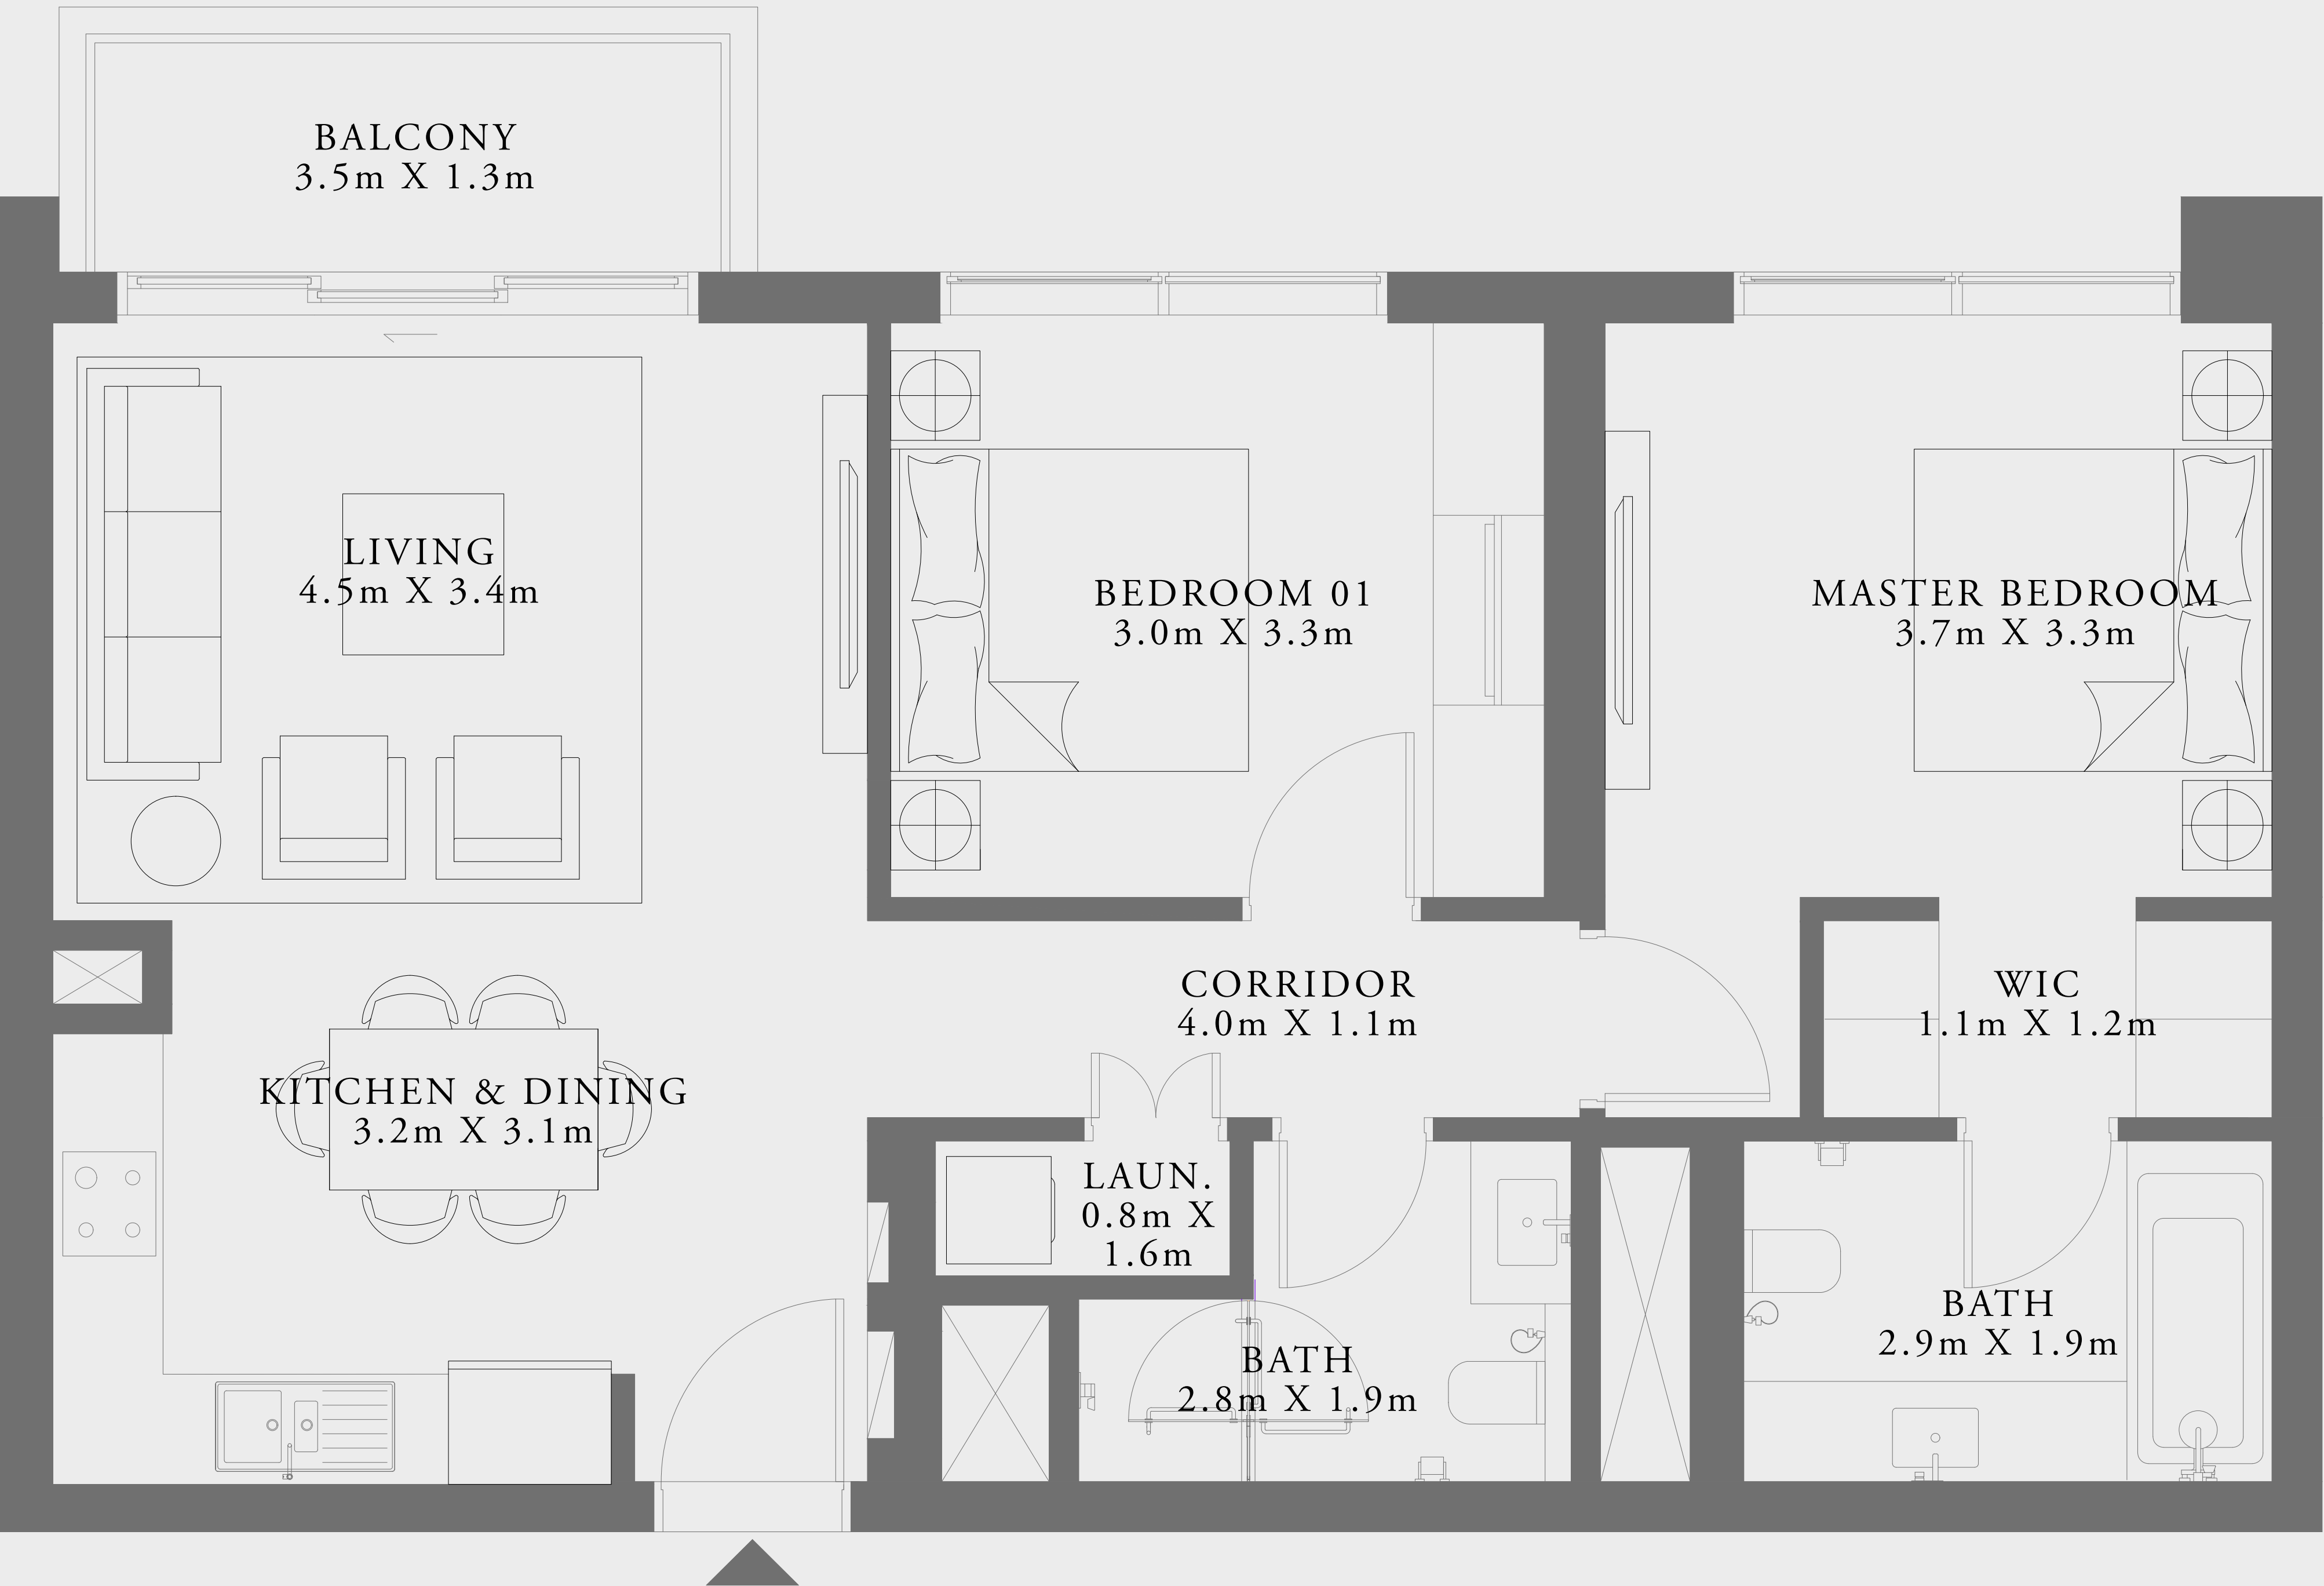 BALCONY
3.5m X 1.3m
LIVING
4.5m X 3.4m
BEDROOM 01
3.0m X 3.3m
MASTER BEDROOM
3.7m X 3.3m
CORRIDOR
4.0m X 1.1m
WIC
1.1m X 1.2m
KITCHEN & DINING
3.2m X 3.1m
LAUN.
0.8m X
1.6m
BATH
2.8m X 1.9m
BATH
2.9m X 1.9m